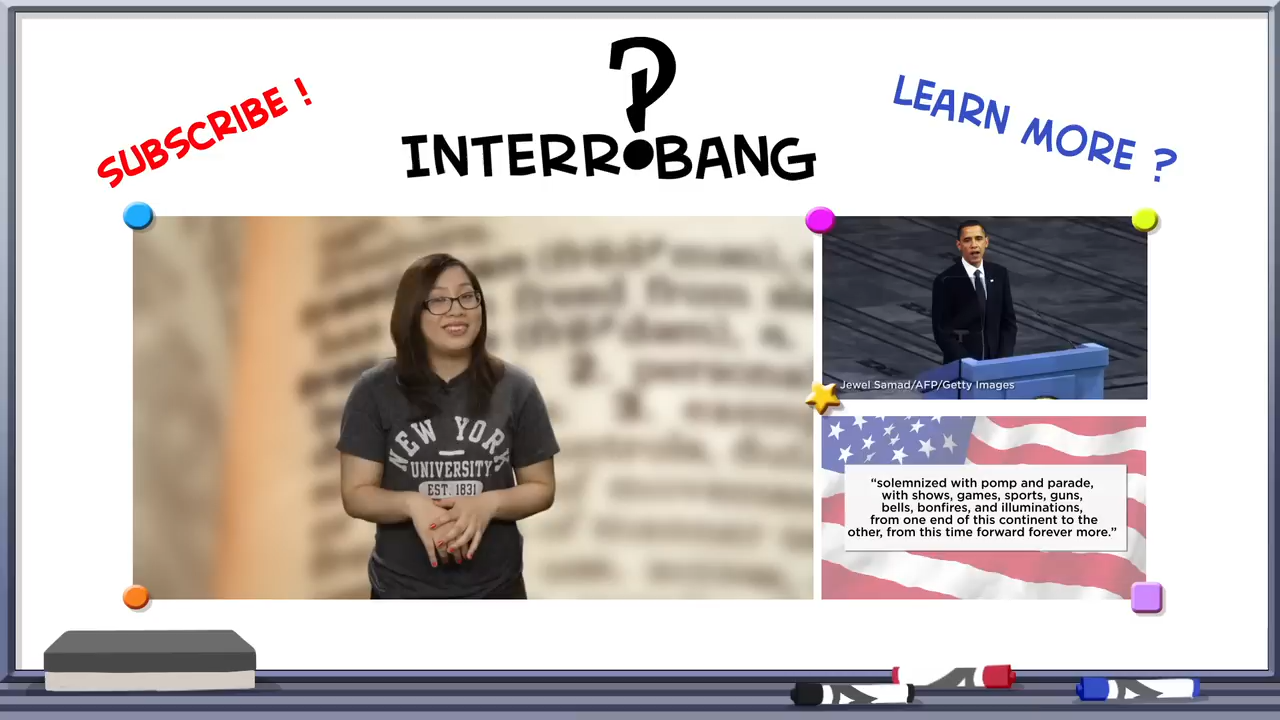 SUBSCRIBE !
INTERROBANG
LEARN MORE ?
NEW YORK
UNIVERSITY
EST. 1831
Jewel Samad/AFP/Getty Images
“solemnized with pomp and parade,
with shows, games, sports, guns,
bells, bonfires, and illuminations,
from one end of this continent to the
other, from this time forward forever more.”